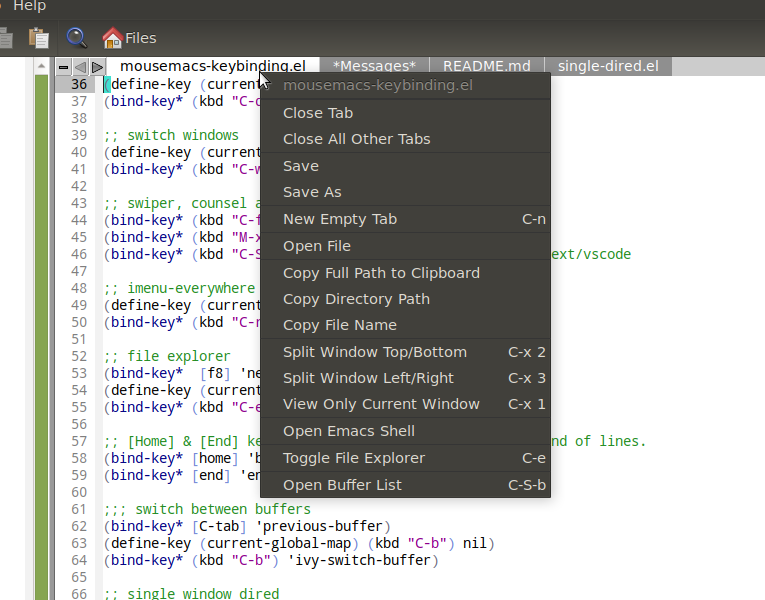 Help
Files
mousemacs-keybinding.el *Messages* README.md single-dired.el
36 (define-key (current
37 (bind-key* (kbd "C-
38
39 ;; switch windows
40 (define-key (current
41 (bind-key* (kbd "C-w
42
43 ;; swiper, counsel a
44 (bind-key* (kbd "C-f
45 (bind-key* (kbd "M-x
46 (bind-key* (kbd "C-S ext/vscode
47
48 ;; imenu-everywhere
49 (define-key (current
50 (bind-key* (kbd "C-r
51
52 ;; file explorer
53 (bind-key*  [f8] 'ne
54 (define-key (current
55 (bind-key* (kbd "C-e
56
57 ;; [Home] & [End] ke nd of lines.
58 (bind-key* [home] 'b
59 (bind-key* [end] 'en
60
61 ;;; switch between buffers
62 (bind-key* [C-tab] 'previous-buffer)
63 (define-key (current-global-map) (kbd "C-b") nil)
64 (bind-key* (kbd "C-b") 'ivy-switch-buffer)
65
66 ;; single window dired
mousemacs-keybinding.el
Close Tab
Close All Other Tabs
Save
Save As
New Empty Tab C-n
Open File
Copy Full Path to Clipboard
Copy Directory Path
Copy File Name
Split Window Top/Bottom C-x 2
Split Window Left/Right C-x 3
View Only Current Window C-x 1
Open Emacs Shell
Toggle File Explorer C-e
Open Buffer List C-S-b